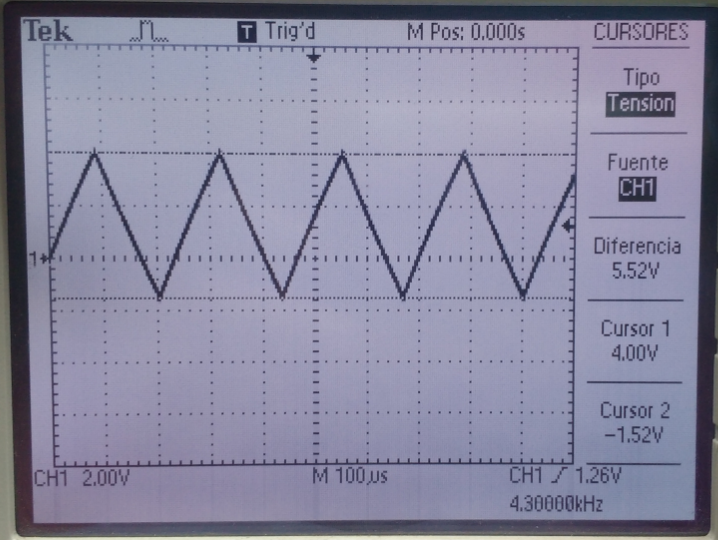 Tek T Trig'd M Pos: 0.000s CURSORES
Tipo
Tension
Fuente
CH1
1
Diferencia
5.52V
Cursor 1
4.00V
Cursor 2
-1.52V
CH1 2.00V M 100µs CH1 1.26V
4.30000kHz